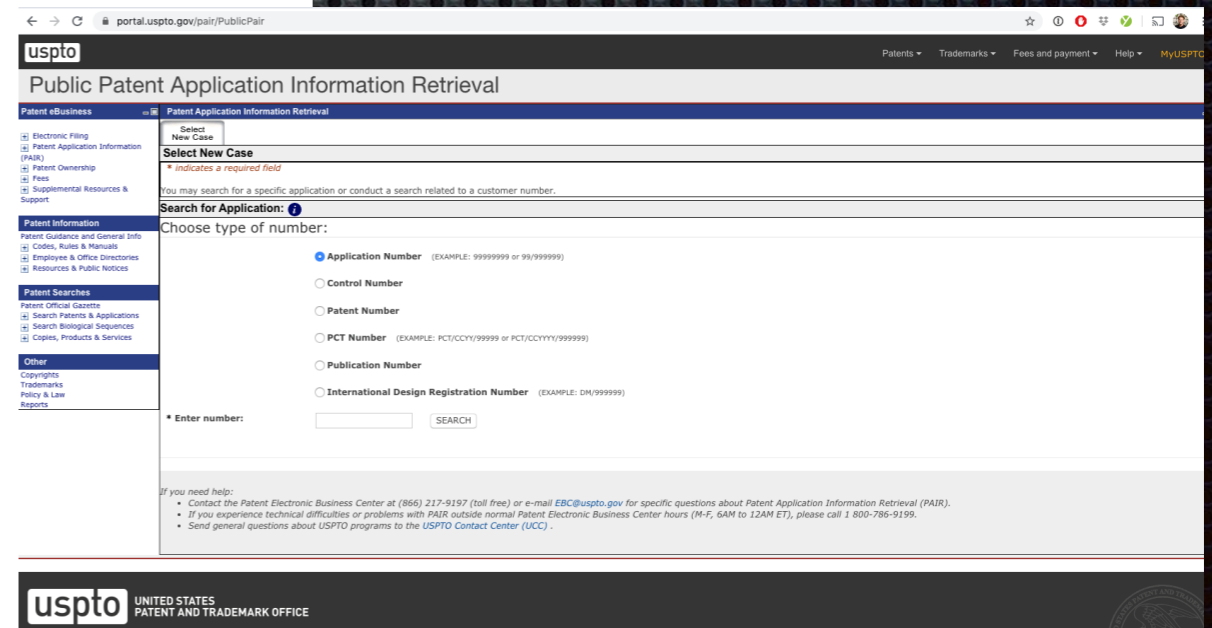 portal.uspto.gov/pair/PublicPair
uspto
Patents Trademarks Fees and payment Help MyUSPTO
Public Patent Application Information Retrieval
Patent eBusiness
Electronic Filing
Patent Application Information
(PAIR)
Patent Ownership
Fees
Supplemental Resources &
Support
Patent Information
Patent Guidance and General Info
Codes, Rules & Manuals
Employee & Office Directories
Resources & Public Notices
Patent Searches
Patent Official Gazette
Search Patents & Applications
Search Biological Sequences
Copies, Products & Services
Other
Copyrights
Trademarks
Policy & Law
Reports
Patent Application Information Retrieval
Select
New Case
Select New Case
* indicates a required field
You may search for a specific application or conduct a search related to a customer number.
Search for Application: i
Choose type of number:
Application Number (EXAMPLE: 99999999 or 99/999999)
Control Number
Patent Number
PCT Number (EXAMPLE: PCT/CCYY/99999 or PCT/CCYYYY/999999)
Publication Number
International Design Registration Number (EXAMPLE: DM/999999)
* Enter number: SEARCH
If you need help:
• Contact the Patent Electronic Business Center at (866) 217-9197 (toll free) or e-mail EBC@uspto.gov for specific questions about Patent Application Information Retrieval (PAIR).
• If you experience technical difficulties or problems with PAIR outside normal Patent Electronic Business Center hours (M-F, 6AM to 12AM ET), please call 1 800-786-9199.
• Send general questions about USPTO programs to the USPTO Contact Center (UCC) .
uspto UNITED STATES
PATENT AND TRADEMARK OFFICE